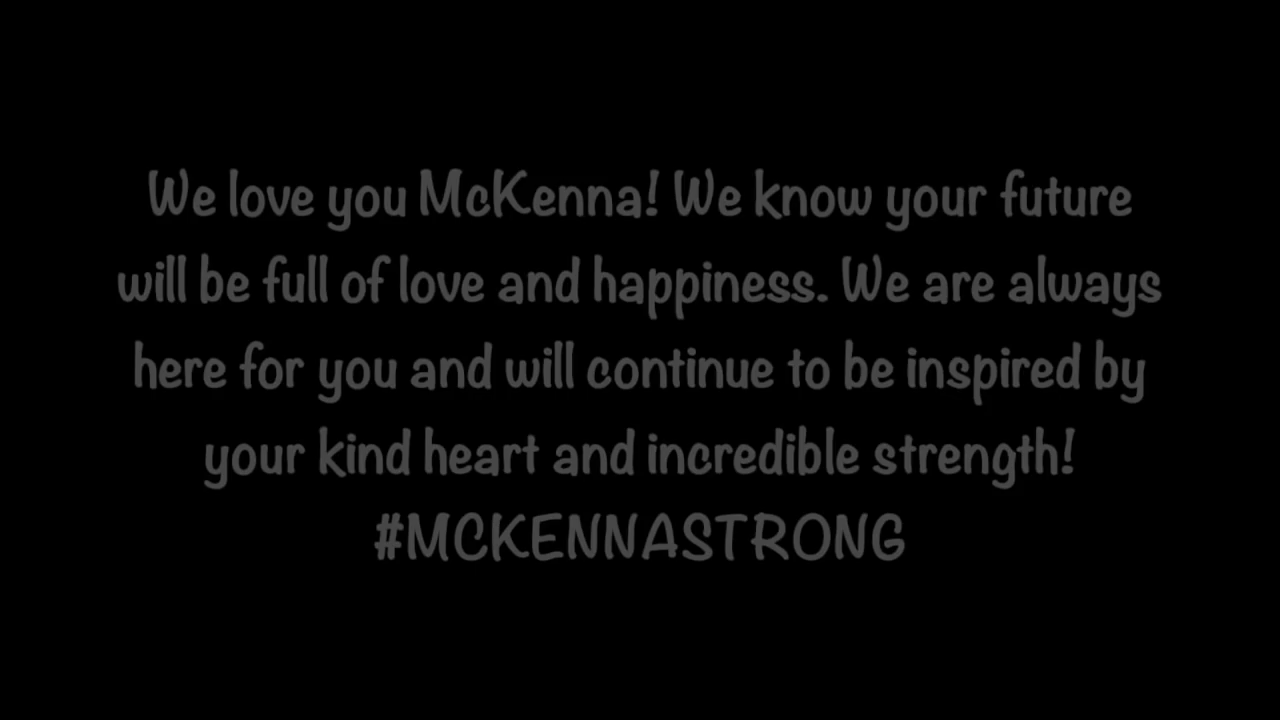 We love you McKenna! We know your future
will be full of love and happiness. We are always
here for you and will continue to be inspired by
your kind heart and incredible strength!
#MCKENNASTRONG